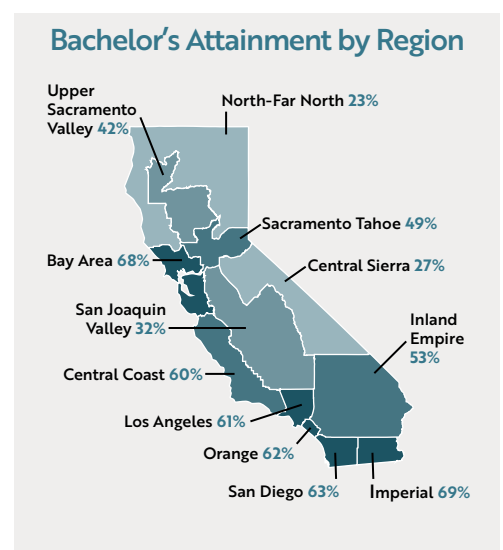 Bachelor's Attainment by Region
Upper
Sacramento
Valley 42%
North-Far North 23%
Sacramento Tahoe 49%
Bay Area 68%
Central Sierra 27%
San Joaquin
Valley 32%
Inland
Empire
53%
Central Coast 60%
Los Angeles 61%
Orange 62%
San Diego 63%
Imperial 69%